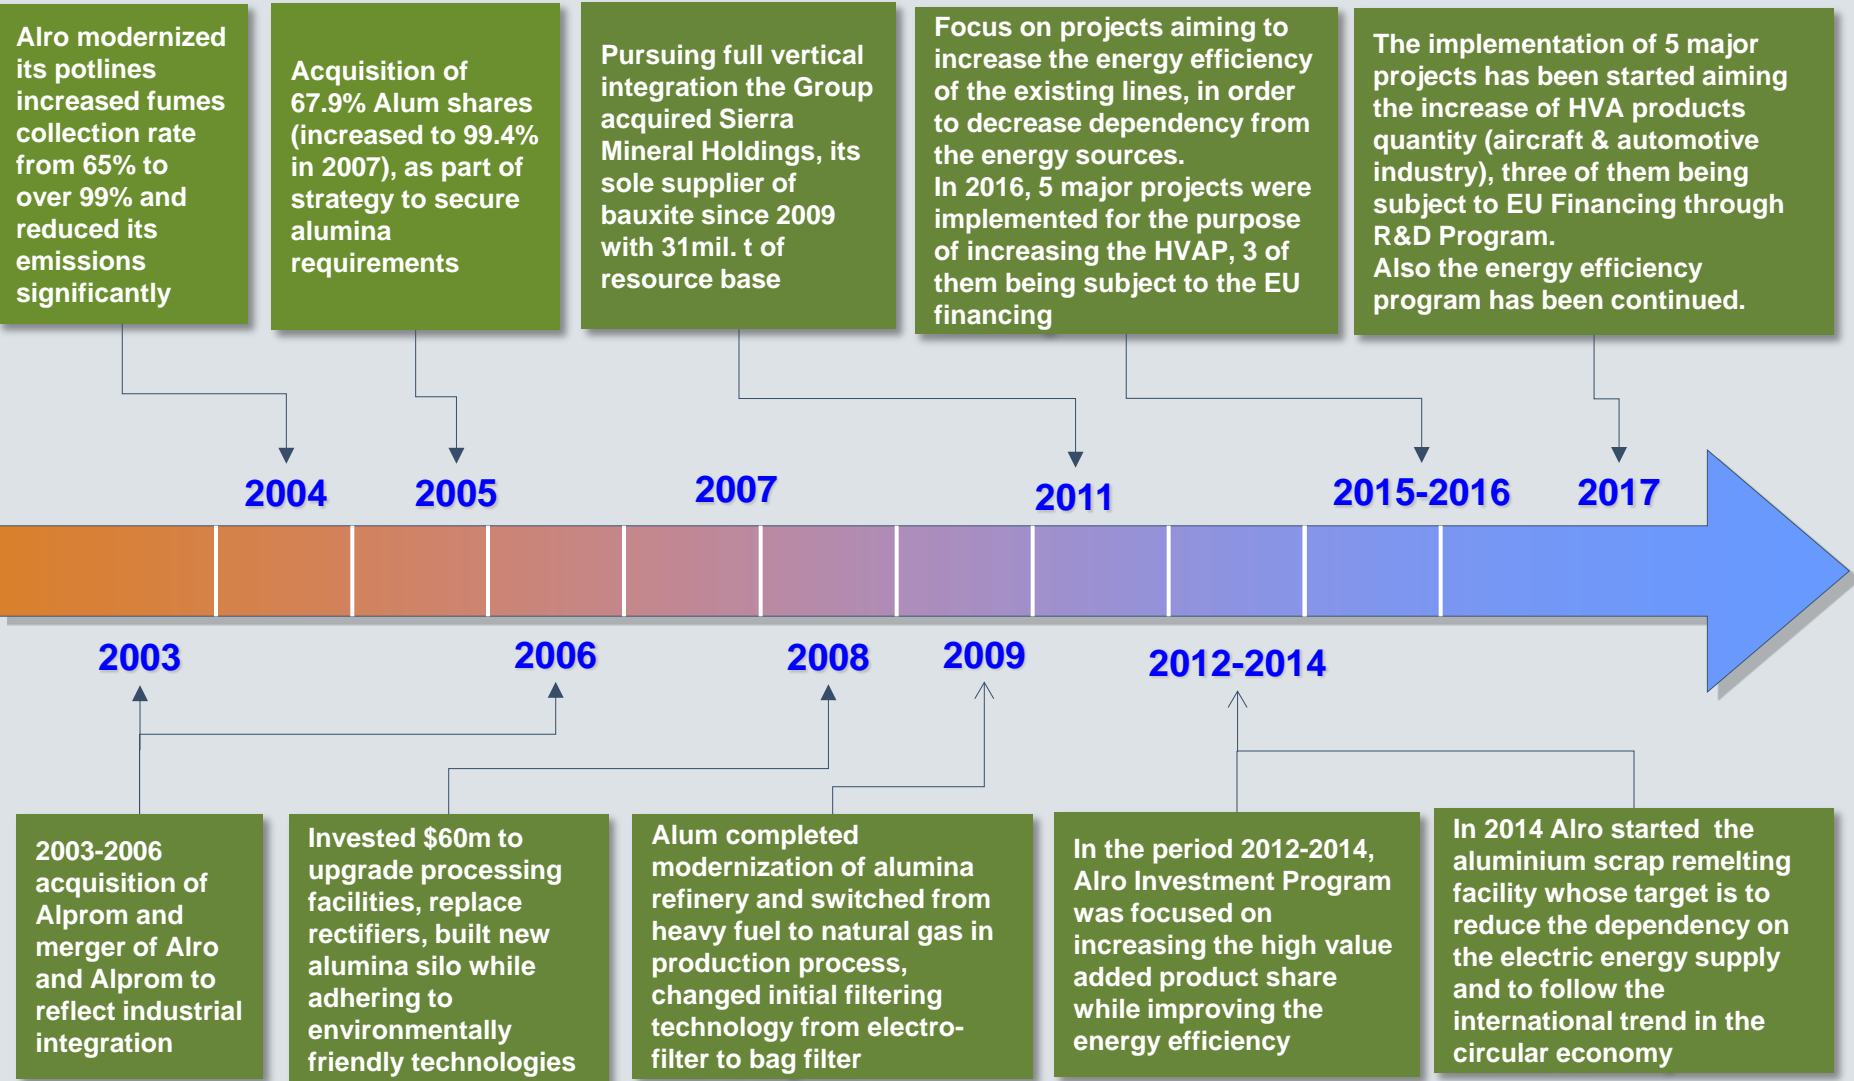 Alro modernized
its potlines
increased fumes
collection rate
from 65% to
over 99% and
reduced its
emissions
significantly
Acquisition of
67.9% Alum shares
(increased to 99.4%
in 2007), as part of
strategy to secure
alumina
requirements
Pursuing full vertical
integration the Group
acquired Sierra
Mineral Holdings, its
sole supplier of
bauxite since 2009
with 31mil. t of
resource base
Focus on projects aiming to
increase the energy efficiency
of the existing lines, in order
to decrease dependency from
the energy sources.
In 2016, 5 major projects were
implemented for the purpose
of increasing the HVAP, 3 of
them being subject to the EU
financing
The implementation of 5 major
projects has been started aiming
the increase of HVA products
quantity (aircraft & automotive
industry), three of them being
subject to EU Financing through
R&D Program.
Also the energy efficiency
program has been continued.
2004
2005
2007
2011
2015-2016
2017
2003
2006
2008
2009
2012-2014
2003-2006
acquisition of
Alprom and
merger of Alro
and Alprom to
reflect industrial
integration
Invested $60m to
upgrade processing
facilities, replace
rectifiers, built new
alumina silo while
adhering to
environmentally
friendly technologies
Alum completed
modernization of alumina
refinery and switched from
heavy fuel to natural gas in
production process,
changed initial filtering
technology from electro-
filter to bag filter
In the period 2012-2014,
Alro Investment Program
was focused on
increasing the high value
added product share
while improving the
energy efficiency
In 2014 Alro started the
aluminium scrap remelting
facility whose target is to
reduce the dependency on
the electric energy supply
and to follow the
international trend in the
circular economy